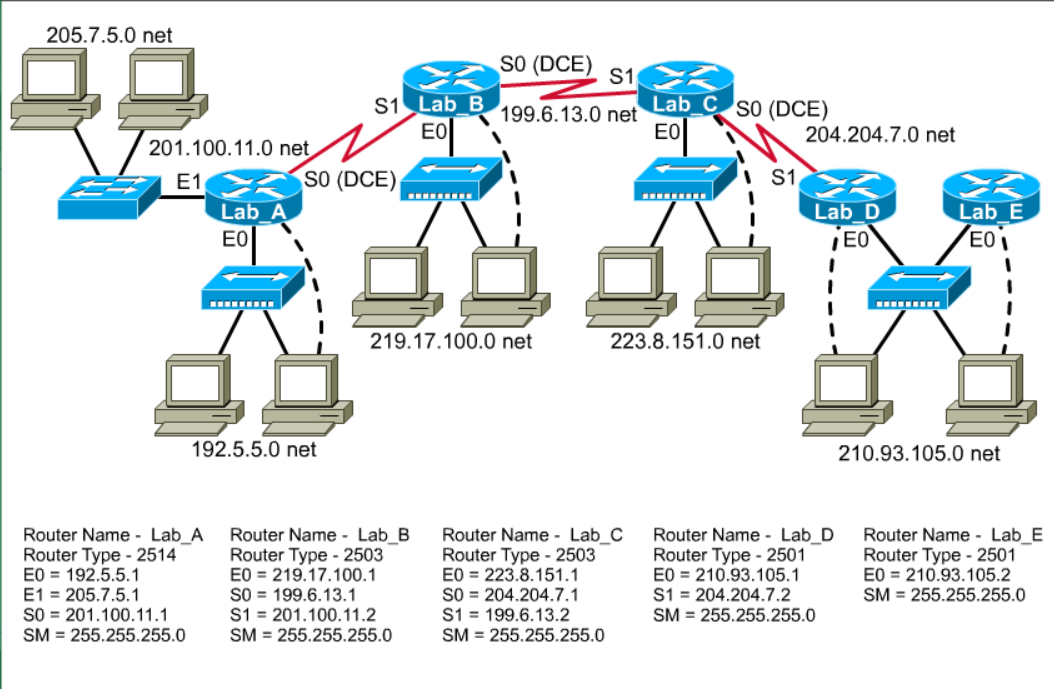 205.7.5.0 net
S0 (DCE)
S1
S1
Lab_B
199.6.13.0 net
Lab_C
S0 (DCE)
E0
E0
204.204.7.0 net
201.100.11.0 net
E1
S0 (DCE)
S1
Lab_A
Lab_D
Lab_E
E0
E0
E0
219.17.100.0 net
223.8.151.0 net
192.5.5.0 net
210.93.105.0 net
Router Name - Lab_A
Router Type - 2514
E0 = 192.5.5.1
E1 = 205.7.5.1
S0 = 201.100.11.1
SM = 255.255.255.0
Router Name - Lab_B
Router Type - 2503
E0 = 219.17.100.1
S0 = 199.6.13.1
S1 = 201.100.11.2
SM = 255.255.255.0
Router Name - Lab_C
Router Type - 2503
E0 = 223.8.151.1
S0 = 204.204.7.1
S1 = 199.6.13.2
SM = 255.255.255.0
Router Name - Lab_D
Router Type - 2501
E0 = 210.93.105.1
S1 = 204.204.7.2
SM = 255.255.255.0
Router Name - Lab_E
Router Type - 2501
E0 = 210.93.105.2
SM = 255.255.255.0